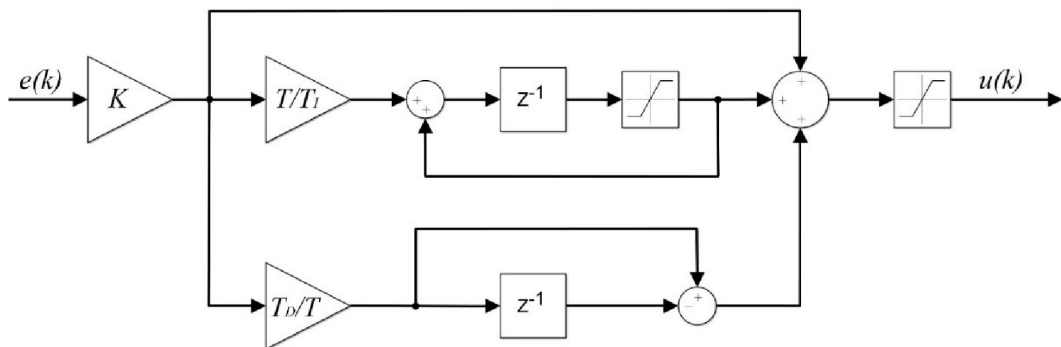 e(k)
K
T/T_I
z⁻¹
u(k)
T_D/T
z⁻¹
+
+
+
+
+
+
−